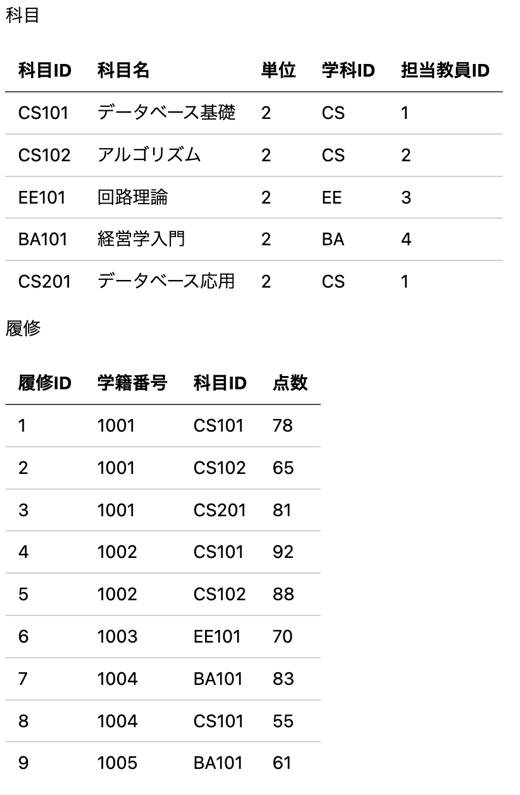 科目
科目ID 科目名 単位 学科ID 担当教員ID
CS101 データベース基礎 2 CS 1
CS102 アルゴリズム 2 CS 2
EE101 回路理論 2 EE 3
BA101 経営学入門 2 BA 4
CS201 データベース応用 2 CS 1
履修
履修ID 学籍番号 科目ID 点数
1 1001 CS101 78
2 1001 CS102 65
3 1001 CS201 81
4 1002 CS101 92
5 1002 CS102 88
6 1003 EE101 70
7 1004 BA101 83
8 1004 CS101 55
9 1005 BA101 61